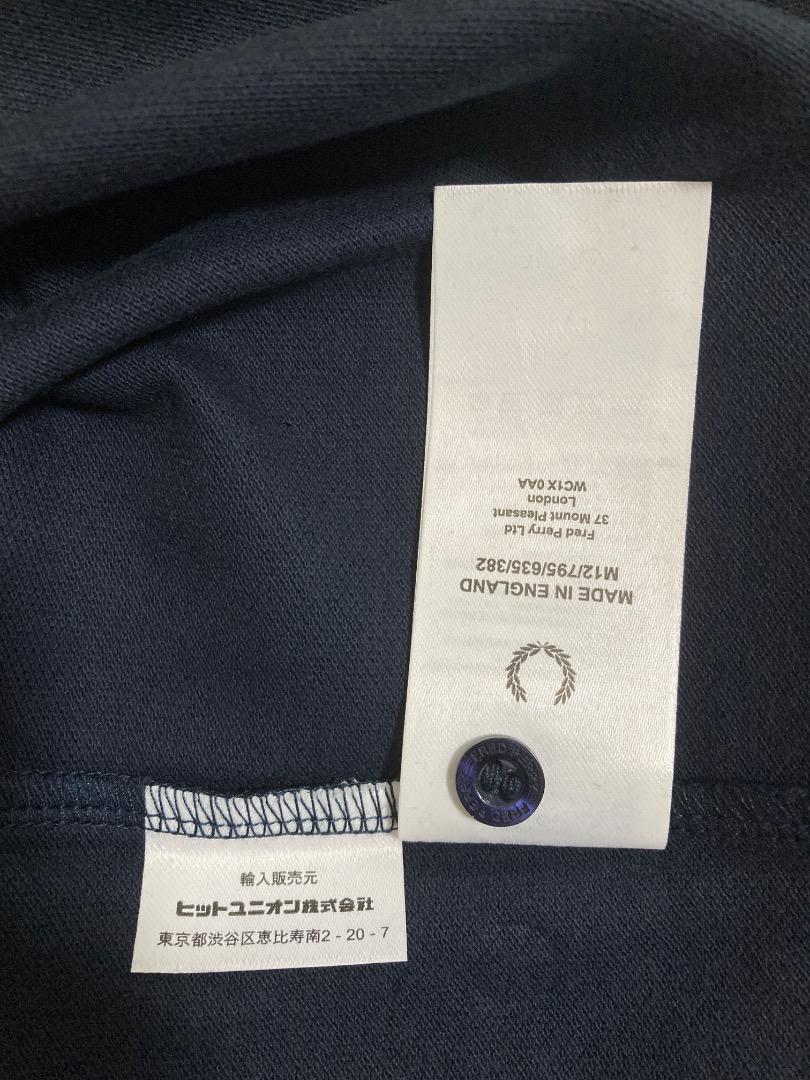 MADE IN ENGLAND
M12/795/635/382
Fred Perry Ltd
37 Mount Pleasant
London
WC1X 0AA
FRED PERRY
輸入販売元
ヒットユニオン株式会社
東京都渋谷区恵比寿南2-20-7